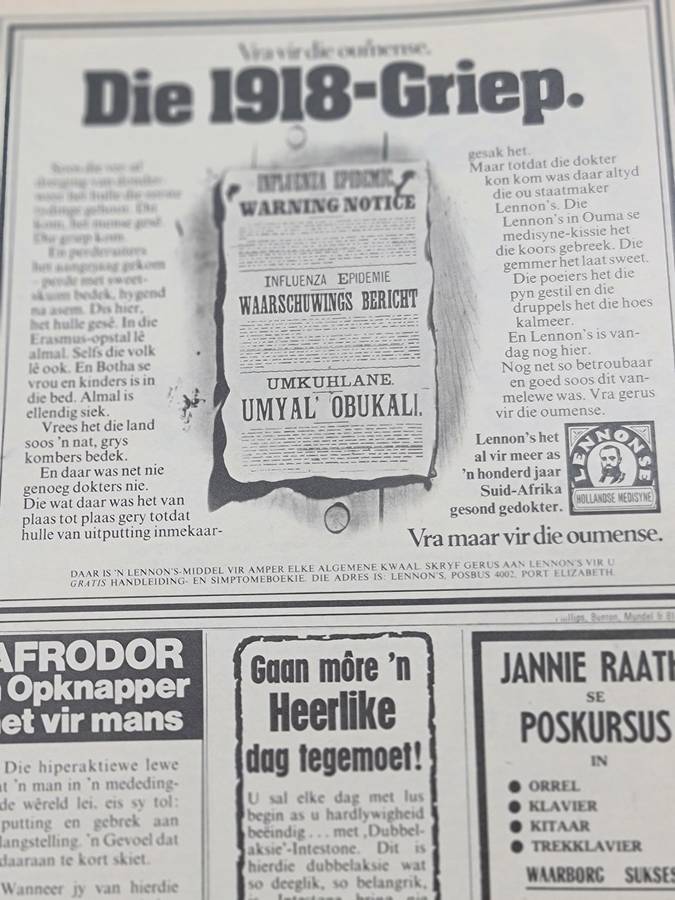 Vra vir die oumense.
Die 1918-Griep.
het aangejaag gekom
- perde met sweet-
skuim bedek, hygend
na asem. Dis hier,
het hulle gesê. In die
Erasmus-opstal lê
almal. Selfs die volk
lê ook. En Botha se
vrou en kinders is in
die bed. Almal is
ellendig siek.
Vrees het die land
soos 'n nat, grys
kombers bedek.
En daar was net nie
genoeg dokters nie.
Die wat daar was het van
plaas tot plaas gery totdat
hulle van uitputting inmekaar-
INFLUENZA EPIDEMIC
WARNING NOTICE
INFLUENZA EPIDEMIE
WAARSCHUWINGS BERICHT
UMKUHLANE.
UMYAL' OBUKALI.
gesak het.
Maar totdat die dokter
kon kom was daar altyd
die ou staatmaker
Lennon's. Die
Lennon's in Ouma se
medisyne-kissie het
die koors gebreek. Die
gemmer het laat sweet.
Die poeiers het die
pyn gestil en die
druppels het die hoes
kalmeer.
En Lennon's is van-
dag nog hier.
Nog net so betroubaar
en goed soos dit van-
melewe was. Vra gerus
vir die oumense.
Lennon's het
al vir meer as
'n honderd jaar
Suid-Afrika
gesond gedokter.
LENNONSE
HOLLANDSE MEDISYNE
Vra maar vir die oumense.
DAAR IS 'N LENNON'S-MIDDEL VIR AMPER ELKE ALGEMENE KWAAL. SKRYF GERUS AAN LENNON'S VIR U
GRATIS HANDLEIDING- EN SIMPTOMEBOEKIE. DIE ADRES IS: LENNON'S, POSBUS 4002, PORT ELIZABETH.
AFRODOR
Opknapper
et vir mans
Die hiperaktiewe lewe
'n man in 'n mededing-
de wêreld lei, eis sy tol:
putting en gebrek aan
langstelling. 'n Gevoel dat
daaraan te kort skiet.
Wanneer jy van hierdie
Gaan môre 'n
Heerlike
dag tegemoet!
U sal elke dag met lus
begin as u hardlywigheid
beëindig . . . met ,Dubbel-
aksie'-Intestone. Dit is
hierdie dubbelaksie wat
so deeglik, so belangrik,
JANNIE RAATH
SE
POSKURSUS
IN
● ORREL
● KLAVIER
● KITAAR
● TREKKLAVIER
WAARBORG SUKSES